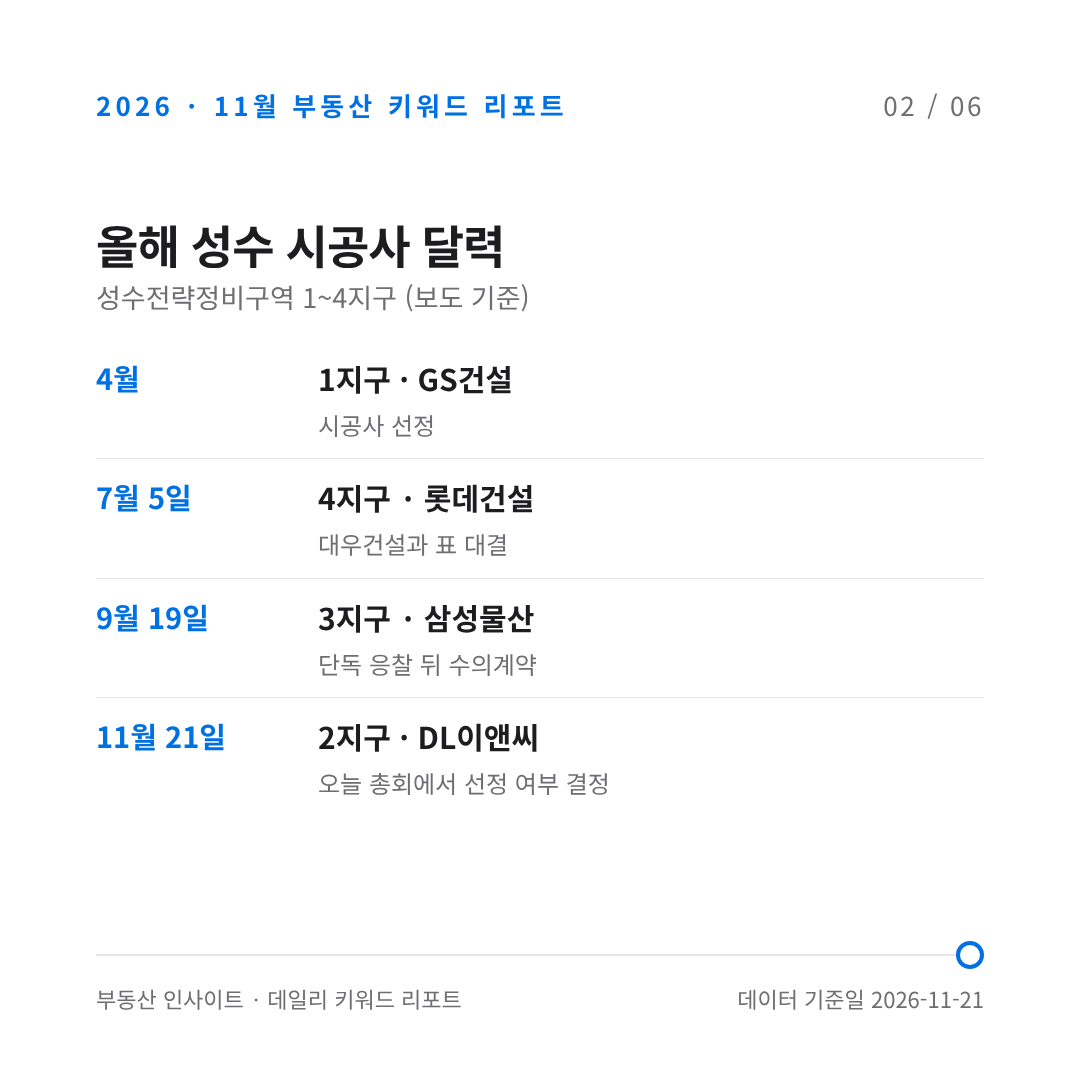 2026 · 11월 부동산 키워드 리포트
02 / 06
올해 성수 시공사 달력
성수전략정비구역 1~4지구 (보도 기준)
4월
1지구 · GS건설
시공사 선정
7월 5일
4지구 · 롯데건설
대우건설과 표 대결
9월 19일
3지구 · 삼성물산
단독 응찰 뒤 수의계약
11월 21일
2지구 · DL이앤씨
오늘 총회에서 선정 여부 결정
부동산 인사이트 · 데일리 키워드 리포트
데이터 기준일 2026-11-21